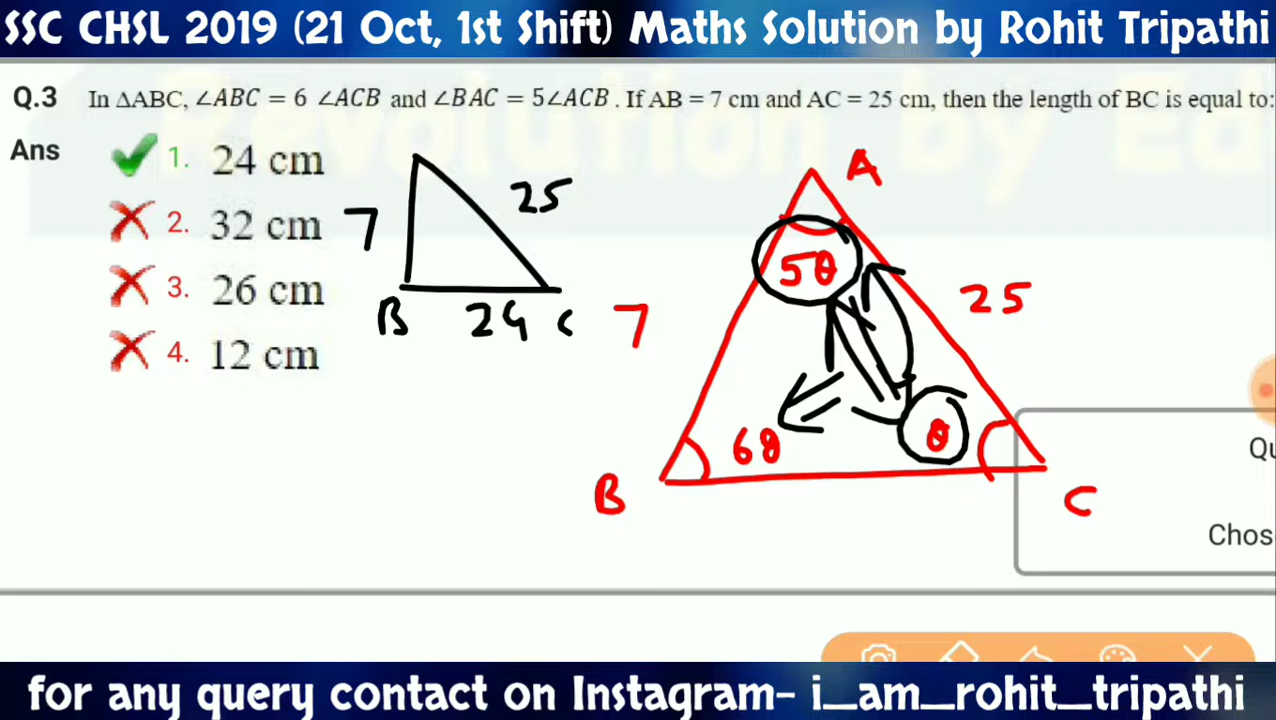 SSC CHSL 2019 (21 Oct, 1st Shift) Maths Solution by Rohit Tripathi
Q.3 In ΔABC, ∠ABC = 6 ∠ACB and ∠BAC = 5∠ACB . If AB = 7 cm and AC = 25 cm, then the length of BC is equal to:
Ans
1. 24 cm
2. 32 cm
3. 26 cm
4. 12 cm
7
25
B 24 C
A
5θ
7
25
6θ
θ
B
C
Qu
Chos
for any query contact on Instagram- i_am_rohit_tripathi